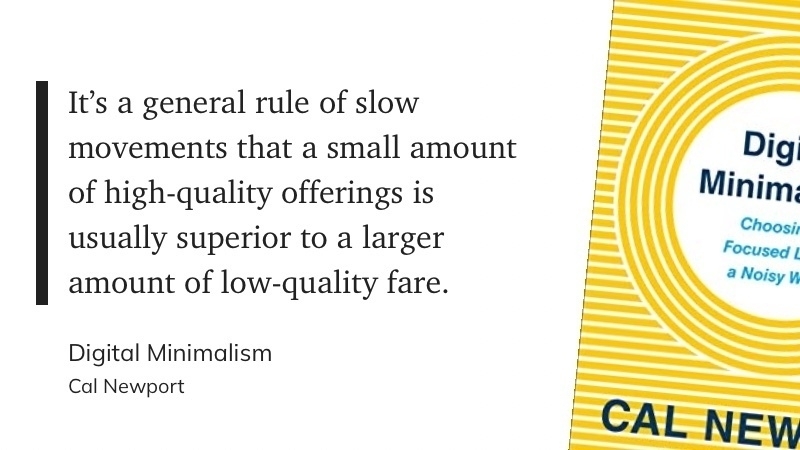 It’s a general rule of slow
movements that a small amount
of high-quality offerings is
usually superior to a larger
amount of low-quality fare.
Digital Minimalism
Cal Newport
Digi
Minima
Choosin
Focused L
a Noisy W
CAL NEW